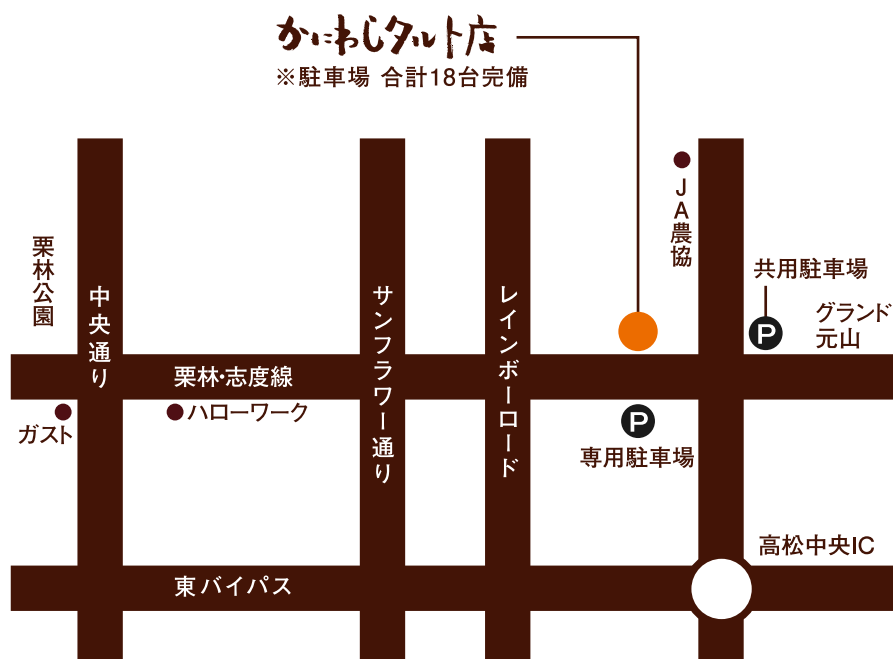 かにわしタルト店
※駐車場 合計18台完備
JA農協
栗林公園
共用駐車場
P
グランド
元山
中央通り
サンフラワー通り
レインボーロード
栗林・志度線
ガスト
ハローワーク
P
専用駐車場
高松中央IC
東バイパス